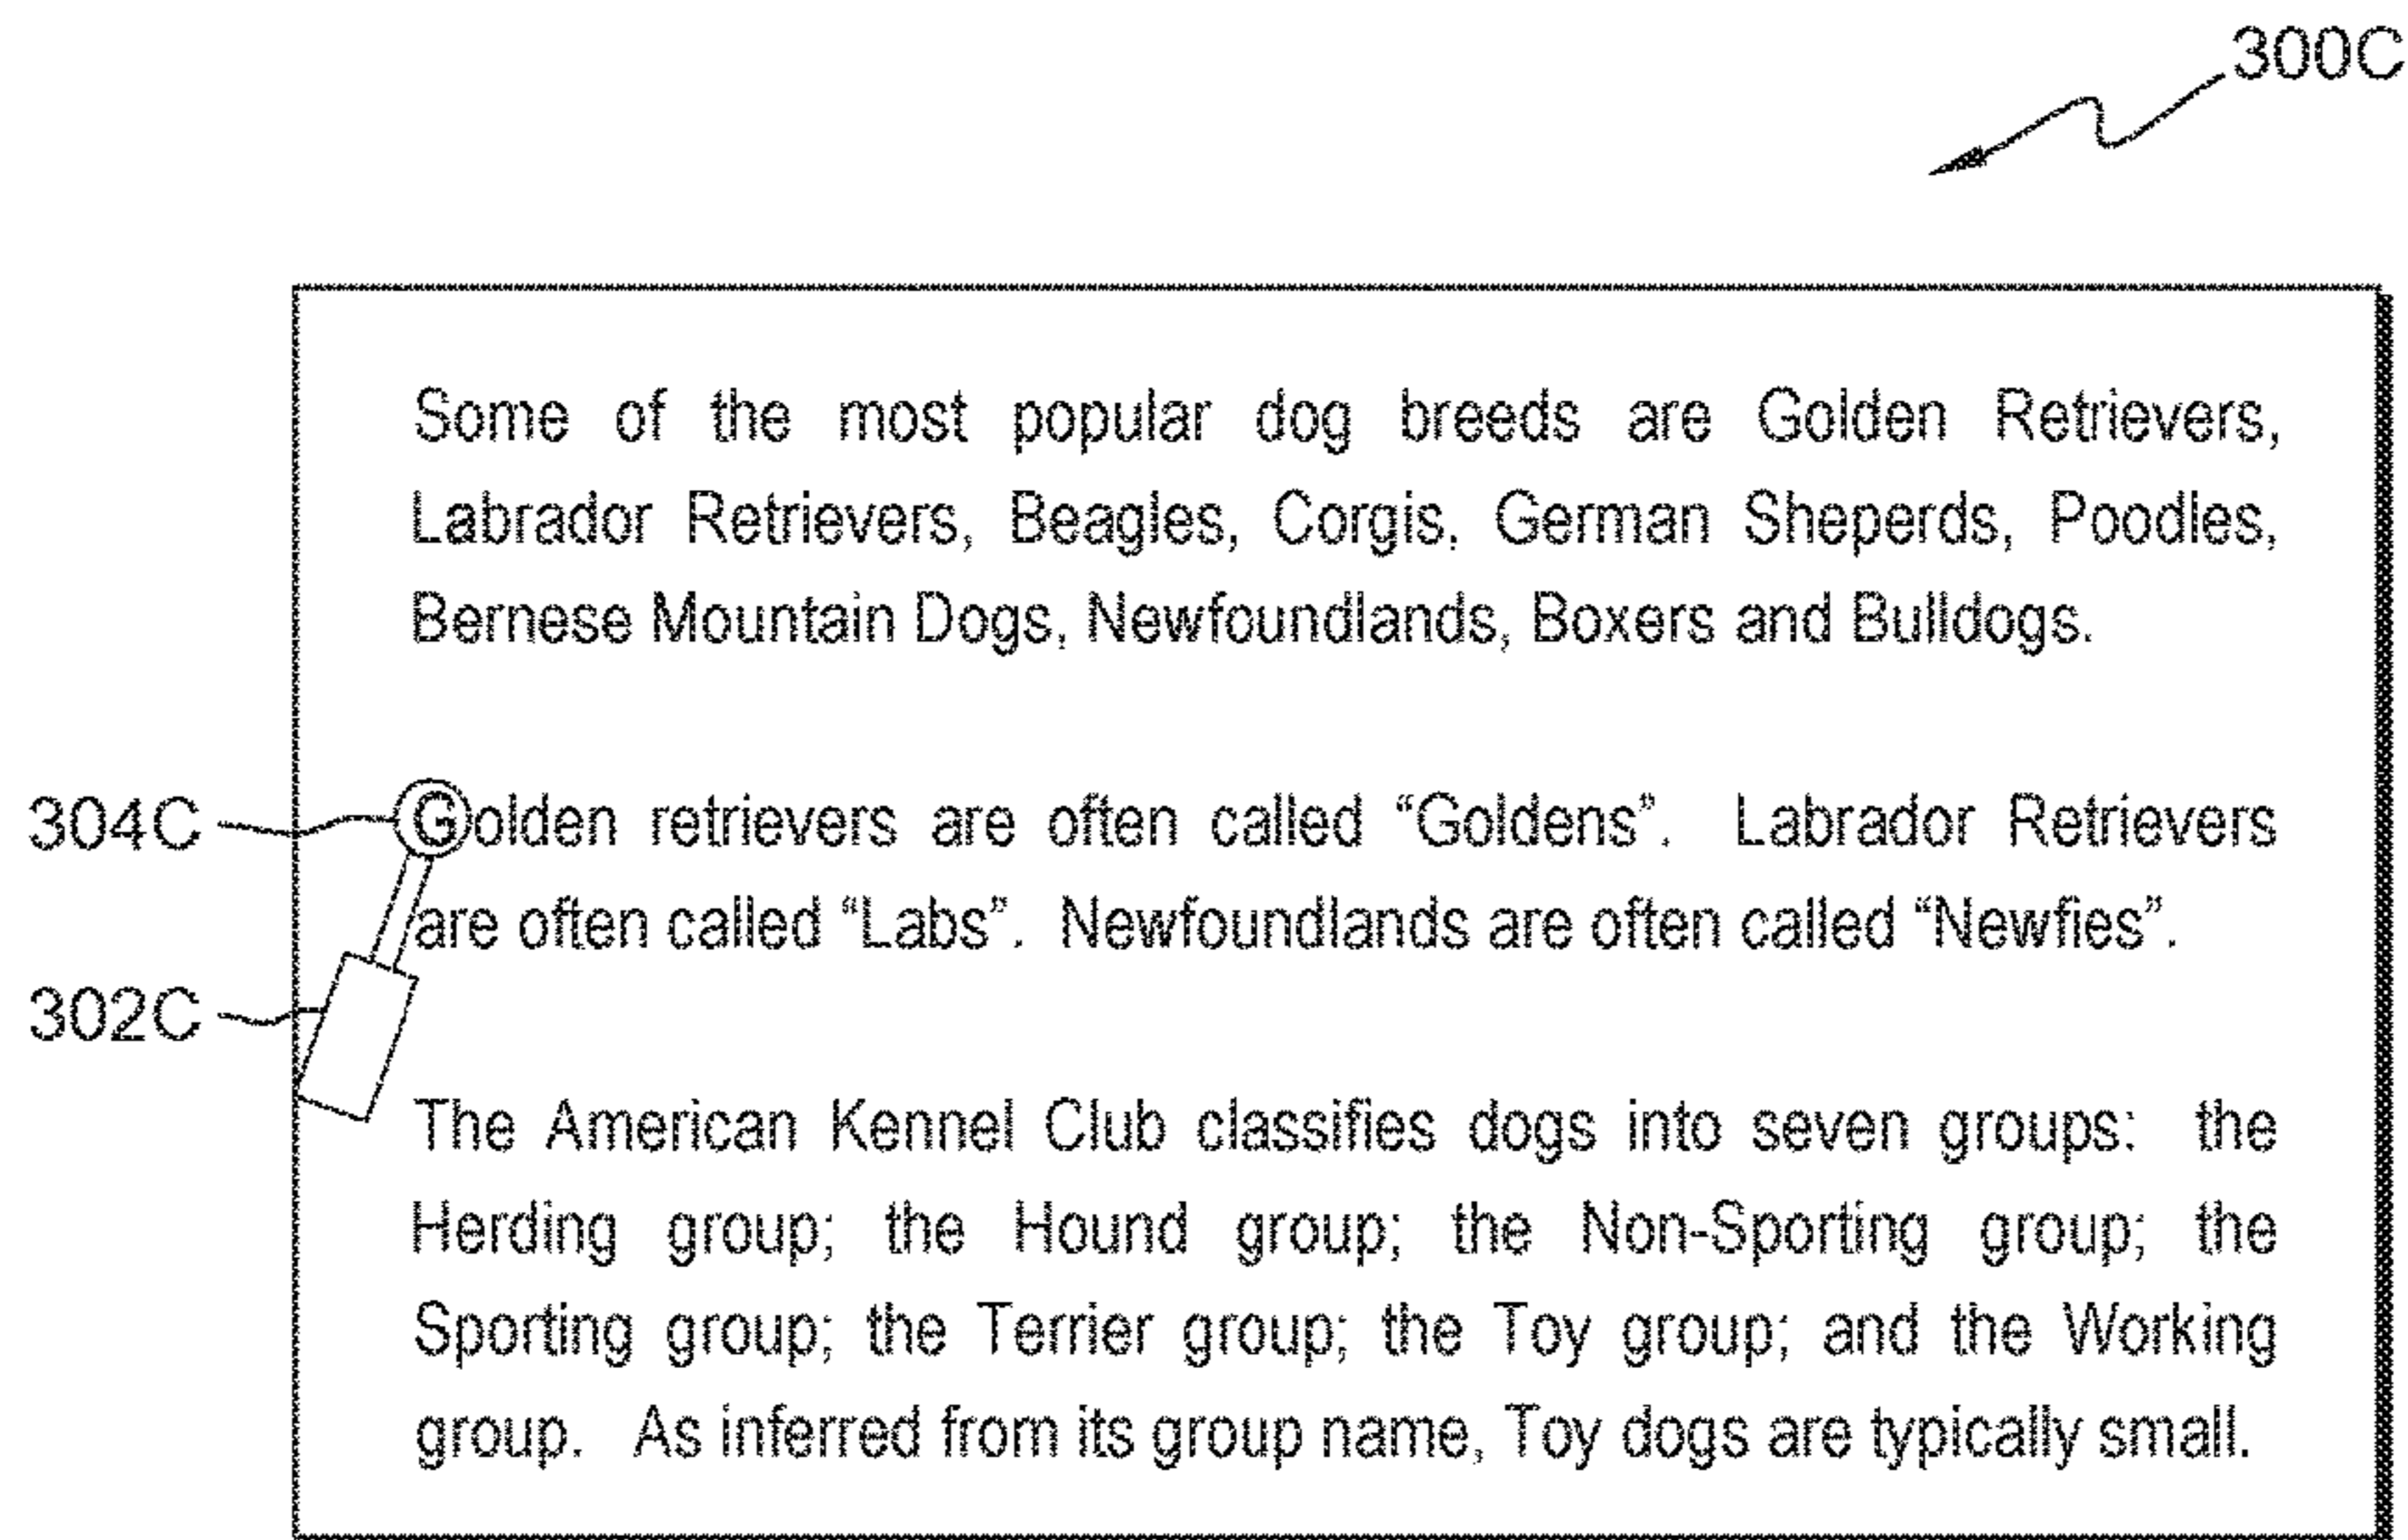 300C
Some of the most popular dog breeds are Golden Retrievers,
Labrador Retrievers, Beagles, Corgis, German Sheperds, Poodles,
Bernese Mountain Dogs, Newfoundlands, Boxers and Bulldogs.
304C
Golden retrievers are often called “Goldens”. Labrador Retrievers
are often called “Labs”. Newfoundlands are often called “Newfies”.
302C
The American Kennel Club classifies dogs into seven groups: the
Herding group; the Hound group; the Non-Sporting group; the
Sporting group; the Terrier group; the Toy group; and the Working
group. As inferred from its group name, Toy dogs are typically small.